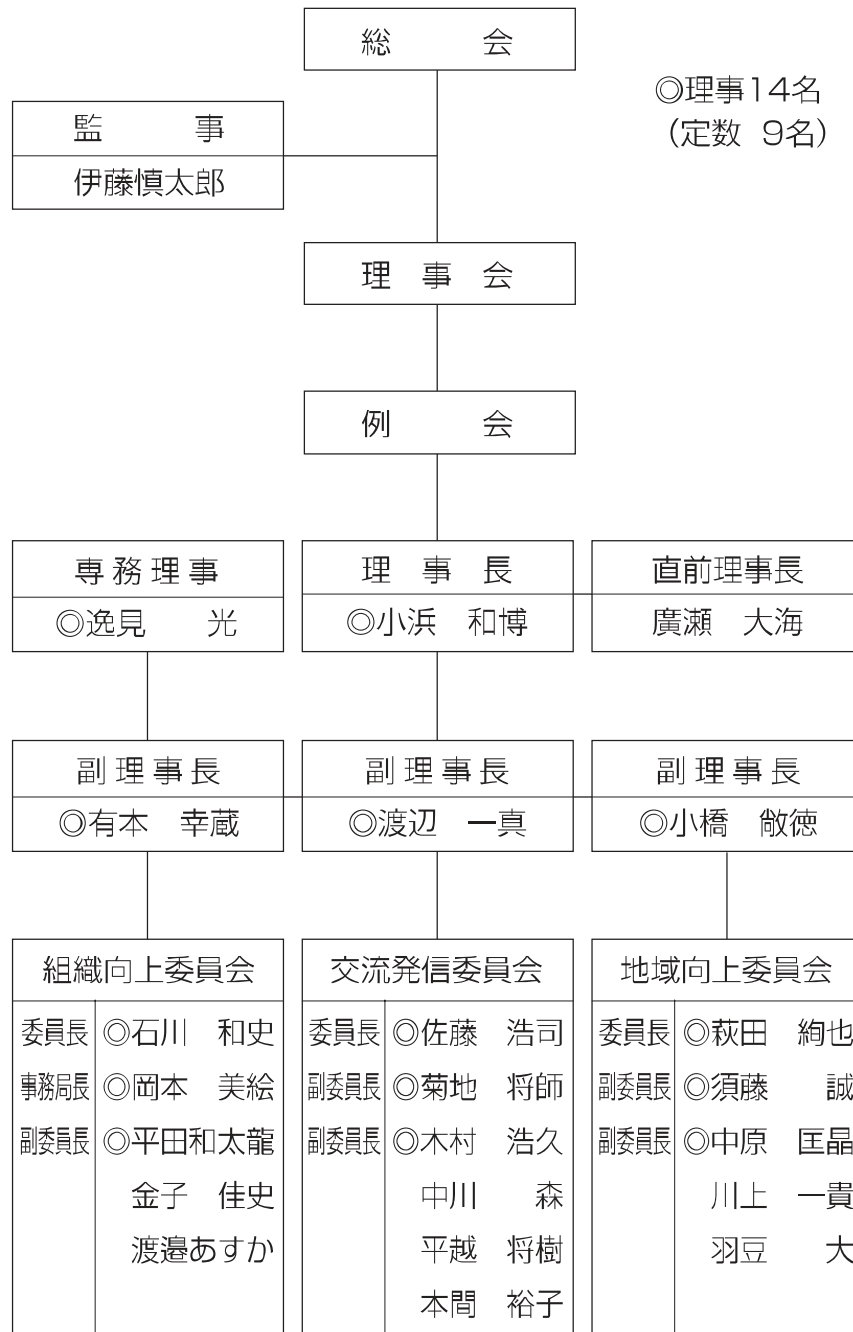 総　会
◎理事14名
(定数 9名)
監　事
伊藤慎太郎
理 事 会
例　会
専 務 理 事
◎逸見　光
理 事 長
◎小浜　和博
直前理事長
廣瀬　大海
副 理 事 長
◎有本　幸蔵
副 理 事 長
◎渡辺　一真
副 理 事 長
◎小橋　敞徳
組織向上委員会
委員長 ◎石川　和史
事務局長 ◎岡本　美絵
副委員長 ◎平田和太龍
金子　佳史
渡邉あすか
交流発信委員会
委員長 ◎佐藤　浩司
副委員長 ◎菊地　将師
副委員長 ◎木村　浩久
中川　森
平越　将樹
本間　裕子
地域向上委員会
委員長 ◎萩田　絢也
副委員長 ◎須藤　誠
副委員長 ◎中原　匡晶
川上　一貴
羽豆　大